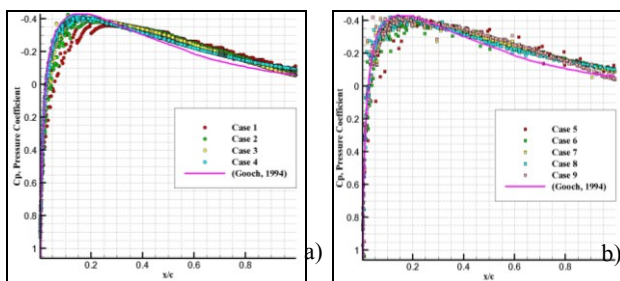 -0.4
-0.2
0
0.2
0.4
0.6
0.8
1
Cp, Pressure Coefficient
Case 1
Case 2
Case 3
Case 4
(Gooch, 1994)
0.2
0.4
0.6
0.8
x/c
a)
-0.4
-0.2
0
0.2
0.4
0.6
0.8
1
Cp, Pressure Coefficient
Case 5
Case 6
Case 7
Case 8
Case 9
(Gooch, 1994)
0.2
0.4
0.6
0.8
x/c
b)